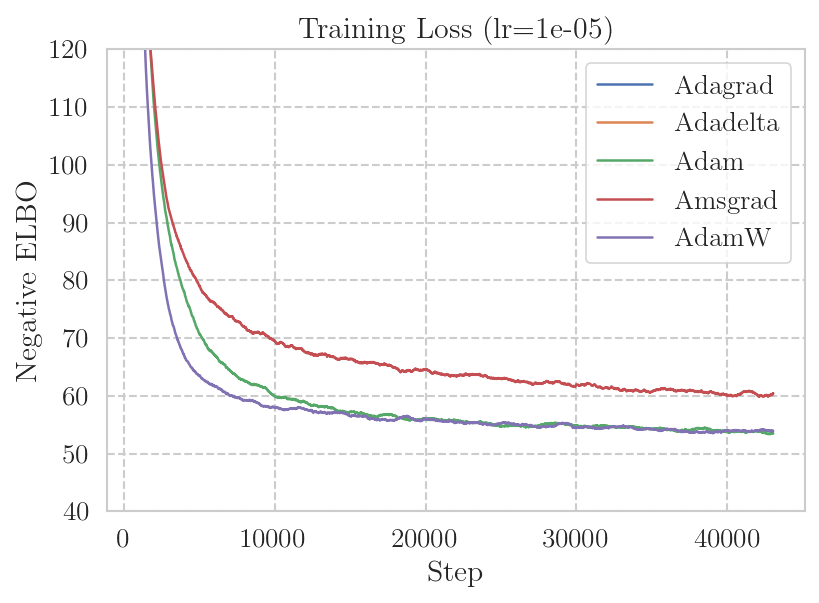 Training Loss (lr=1e-05)
120
110
100
90
80
70
60
50
40
Negative ELBO
0 10000 20000 30000 40000
Step
Adagrad
Adadelta
Adam
Amsgrad
AdamW